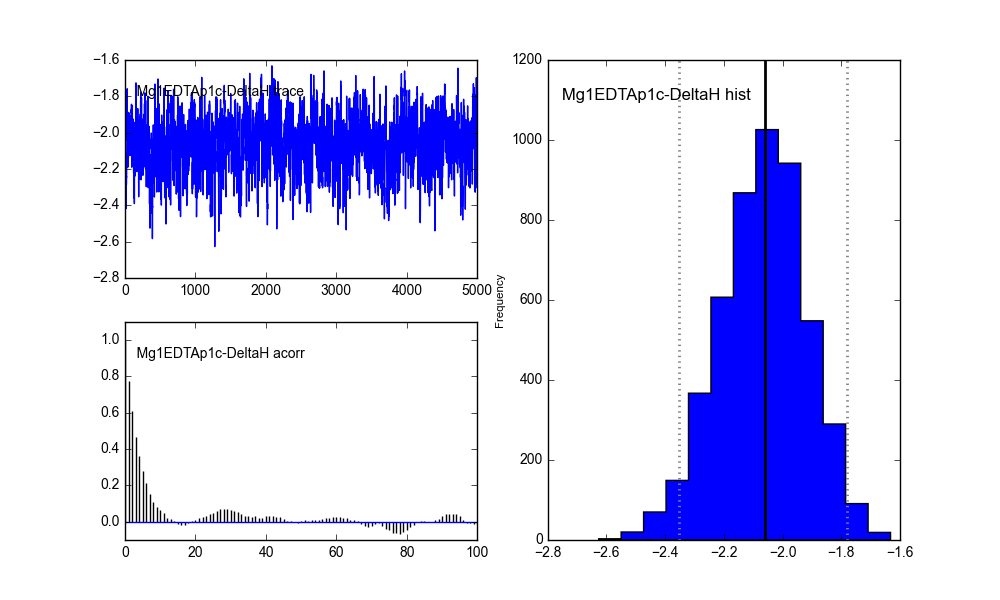 −1.6
−1.8
−2.0
−2.2
−2.4
−2.6
−2.8
Mg1EDTAp1c-DeltaH trace
0 1000 2000 3000 4000 5000
1.0
0.8
0.6
0.4
0.2
0.0
Mg1EDTAp1c-DeltaH acorr
0 20 40 60 80 100
Frequency
1200
1000
800
600
400
200
0
Mg1EDTAp1c-DeltaH hist
−2.8 −2.6 −2.4 −2.2 −2.0 −1.8 −1.6